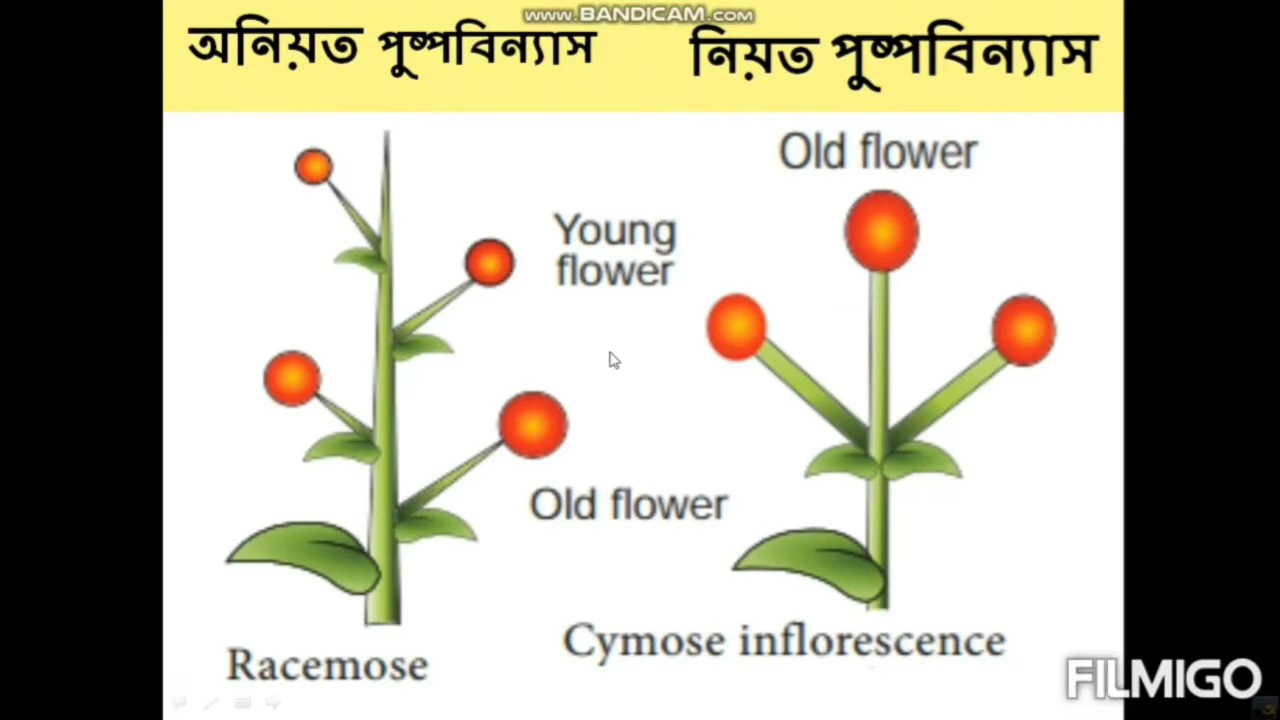 www.BANDICAM.com
অনিয়ত পুষ্পবিন্যাস
নিয়ত পুষ্পবিন্যাস
Old flower
Young
flower
Old flower
Cymose inflorescence
Racemose
FILMIGO